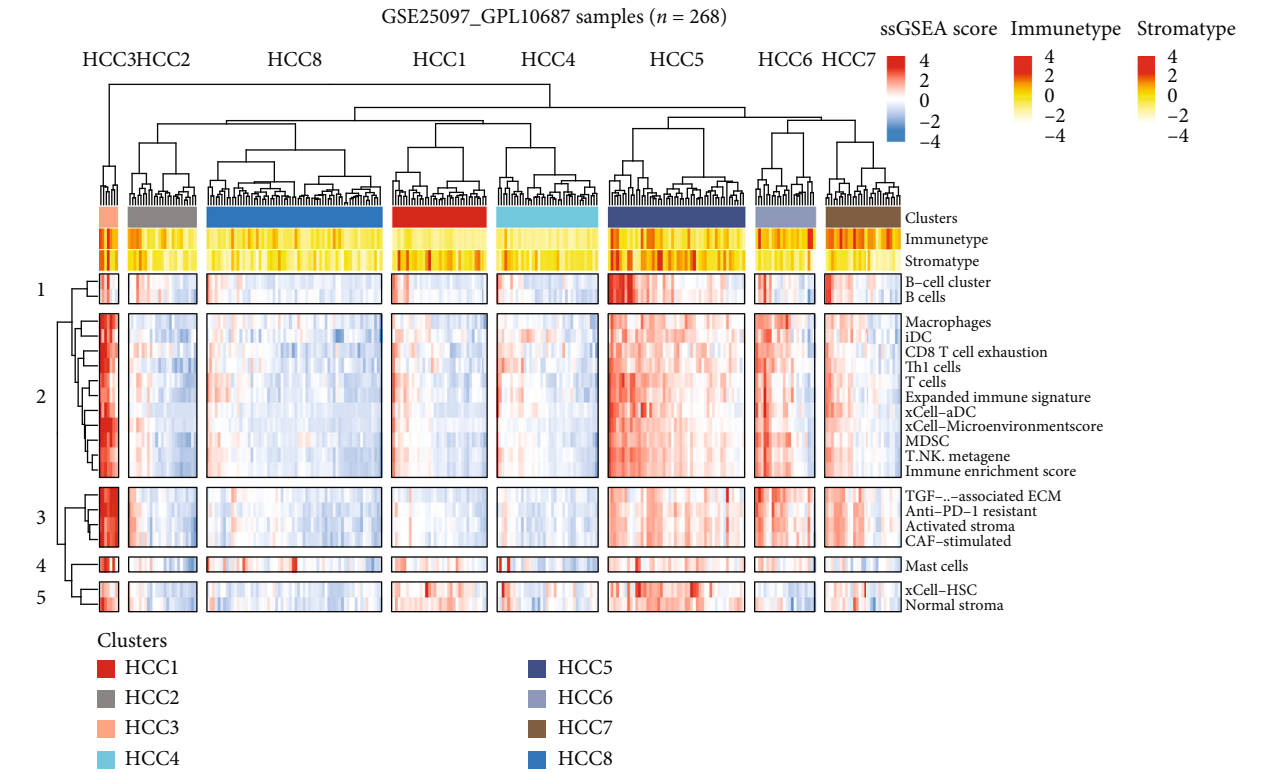 GSE25097_GPL10687 samples (n = 268)
HCC3 HCC2 HCC8 HCC1 HCC4 HCC5 HCC6 HCC7
ssGSEA score
4
2
0
−2
−4
Immunetype
4
2
0
−2
−4
Stromatype
4
2
0
−2
−4
Clusters
Immunetype
Stromatype
1
B−cell cluster
B cells
2
Macrophages
iDC
CD8 T cell exhaustion
Th1 cells
T cells
Expanded immune signature
xCell−aDC
xCell−Microenvironmentscore
MDSC
T.NK. metagene
Immune enrichment score
3
TGF−..−associated ECM
Anti−PD−1 resistant
Activated stroma
CAF−stimulated
4
Mast cells
5
xCell−HSC
Normal stroma
Clusters
HCC1
HCC2
HCC3
HCC4
HCC5
HCC6
HCC7
HCC8